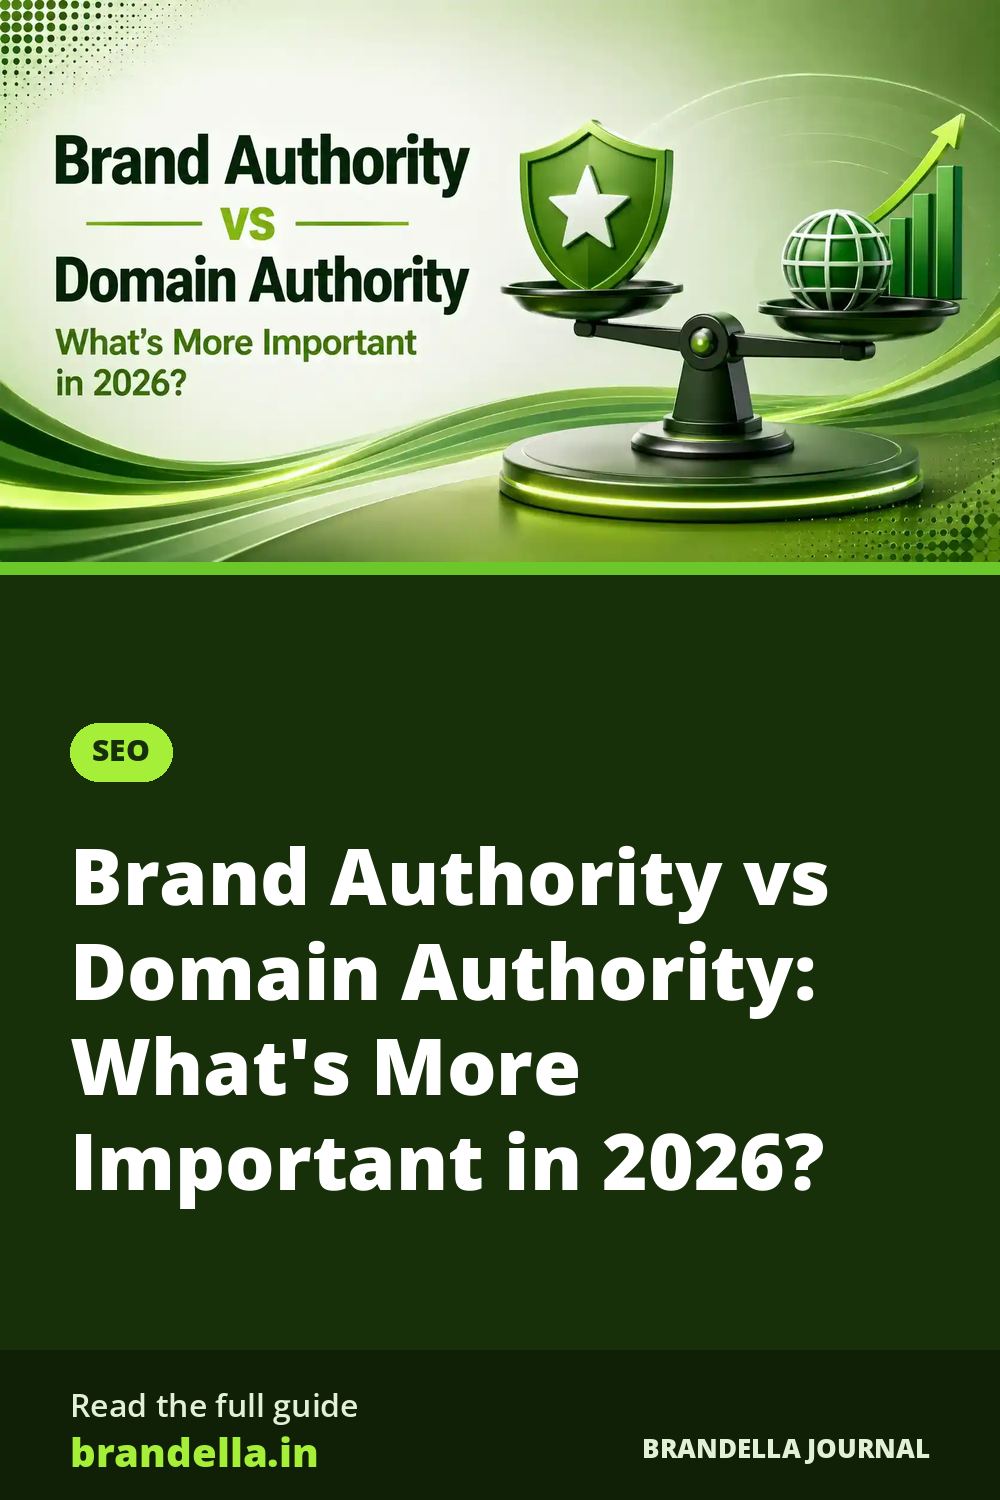 Brand Authority
VS
Domain Authority
What’s More Important
in 2026?
SEO
Brand Authority vs
Domain Authority:
What's More
Important in 2026?
Read the full guide
brandella.in
BRANDELLA JOURNAL